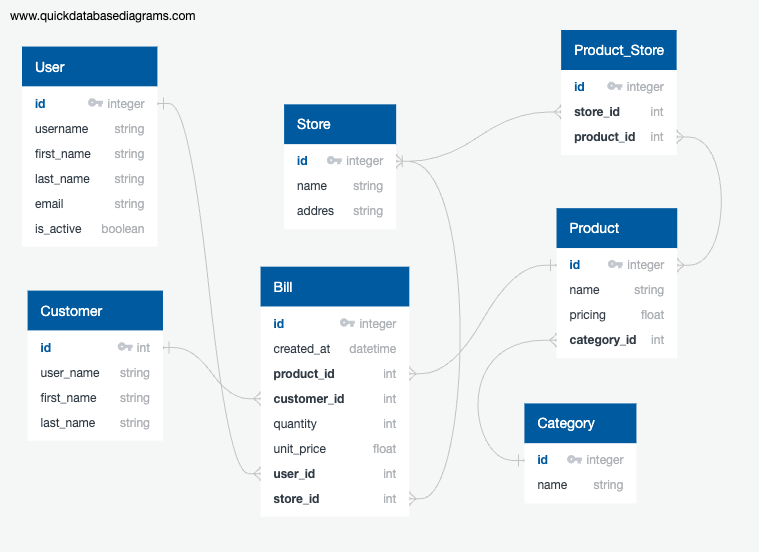 www.quickdatabasediagrams.com
User
id integer
username string
first_name string
last_name string
email string
is_active boolean
Customer
id int
user_name string
first_name string
last_name string
Store
id integer
name string
addres string
Bill
id integer
created_at datetime
product_id int
customer_id int
quantity int
unit_price float
user_id int
store_id int
Product_Store
id integer
store_id int
product_id int
Product
id integer
name string
pricing float
category_id int
Category
id integer
name string